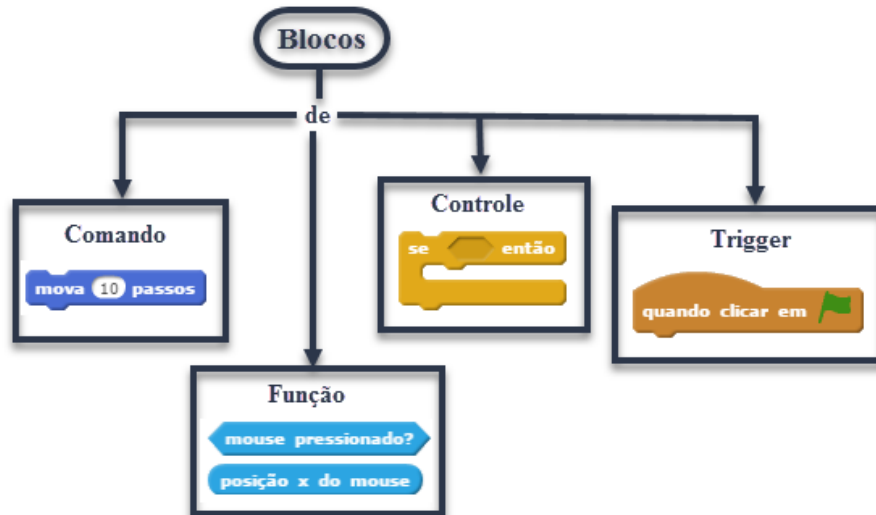 Blocos
de
Comando
mova 10 passos
Função
mouse pressionado?
posição x do mouse
Controle
se então
Trigger
quando clicar em